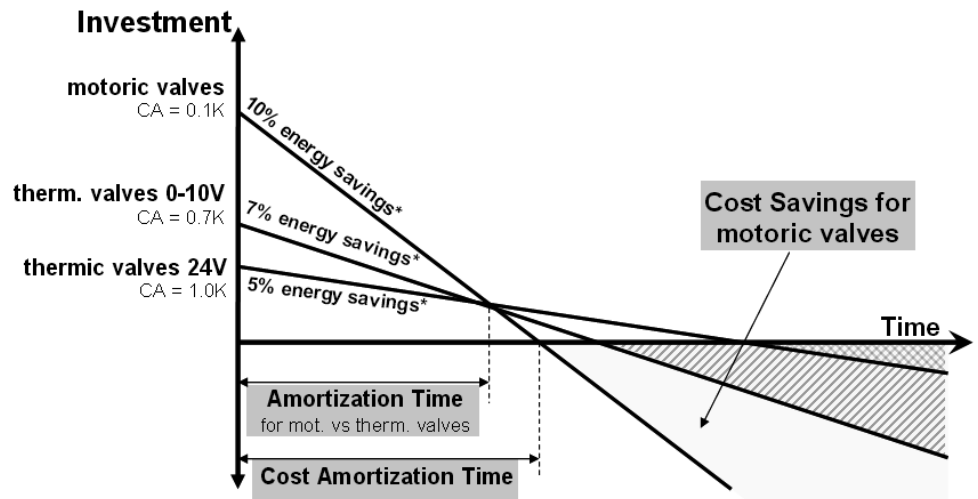 Investment
motoric valves
CA = 0.1K
10% energy savings*
therm. valves 0-10V
CA = 0.7K
7% energy savings*
thermic valves 24V
CA = 1.0K
5% energy savings*
Cost Savings for
motoric valves
Time
Amortization Time
for mot. vs therm. valves
Cost Amortization Time